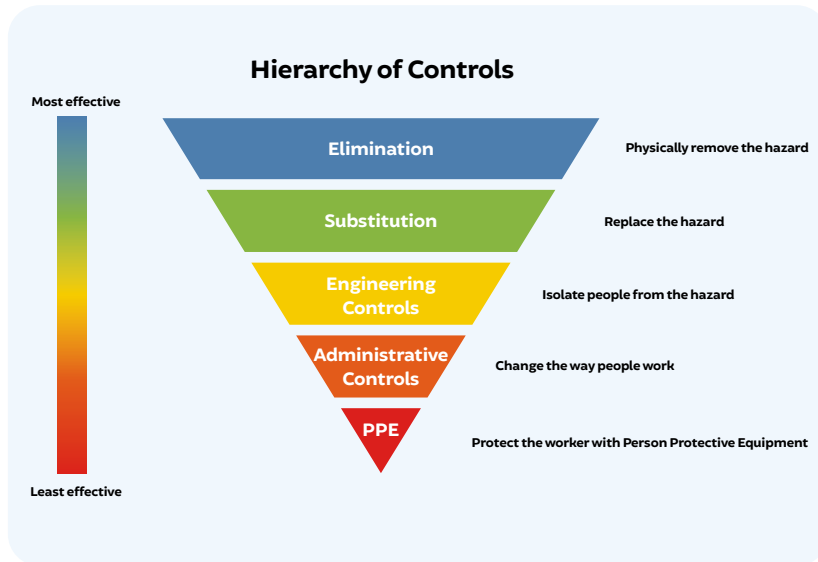 Hierarchy of Controls
Most effective
Elimination
Physically remove the hazard
Substitution
Replace the hazard
Engineering
Controls
Isolate people from the hazard
Administrative
Controls
Change the way people work
PPE
Protect the worker with Person Protective Equipment
Least effective